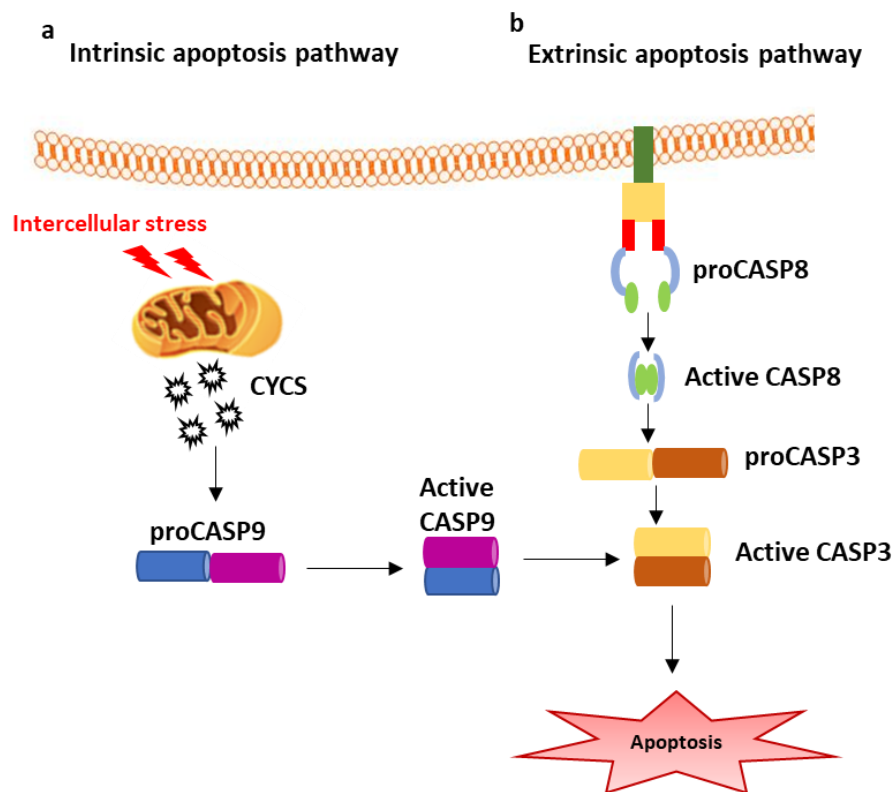 a
Intrinsic apoptosis pathway
b
Extrinsic apoptosis pathway
Intercellular stress
CYCS
proCASP9
Active
CASP9
proCASP8
Active CASP8
proCASP3
Active CASP3
Apoptosis